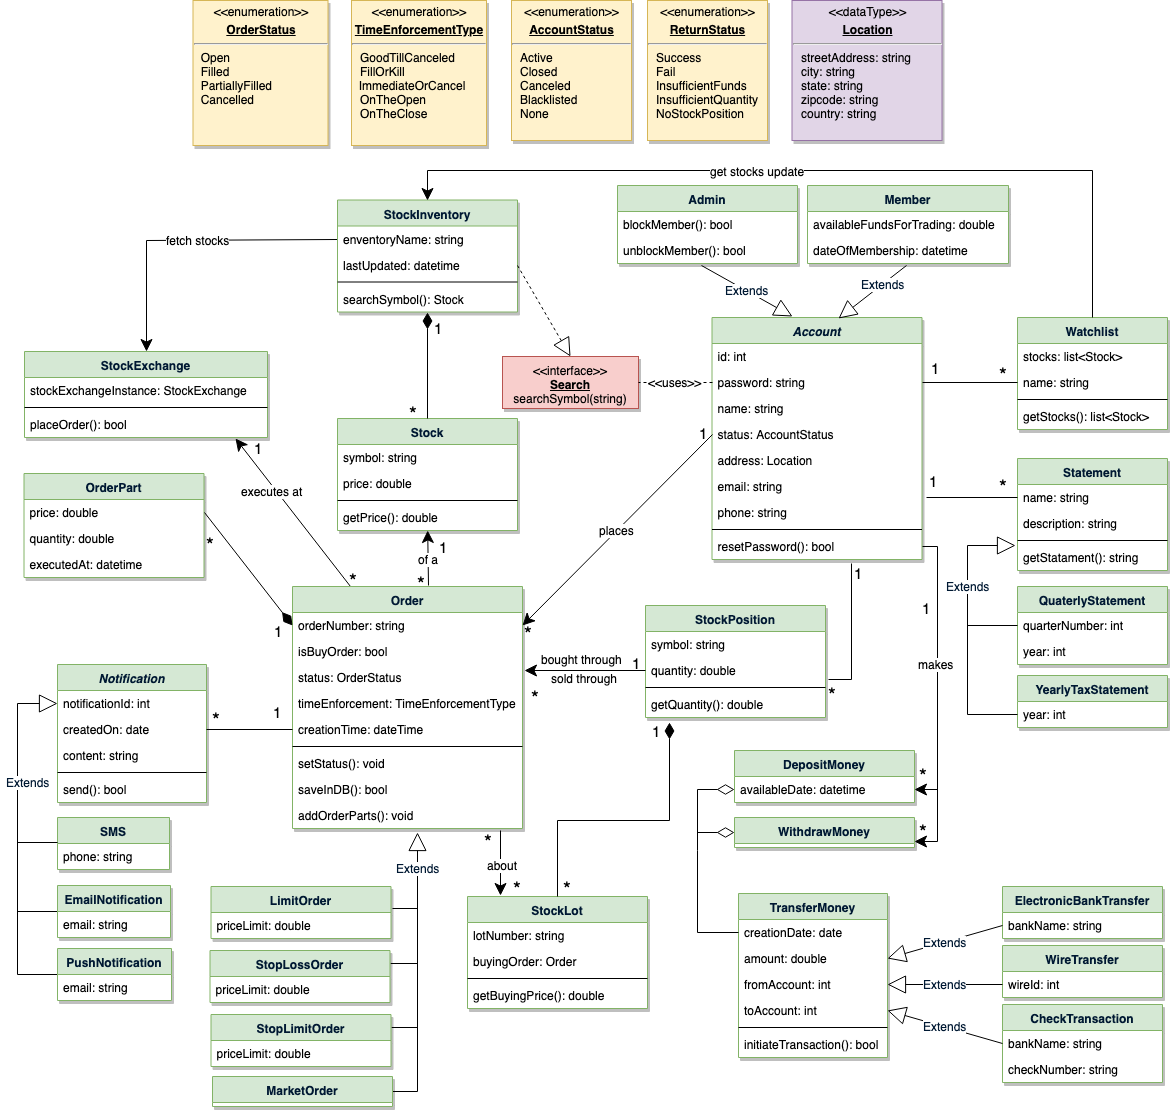 <<enumeration>>
OrderStatus
Open
Filled
PartiallyFilled
Cancelled
<<enumeration>>
TimeEnforcementType
GoodTillCanceled
FillOrKill
ImmediateOrCancel
OnTheOpen
OnTheClose
<<enumeration>>
AccountStatus
Active
Closed
Canceled
Blacklisted
None
<<enumeration>>
ReturnStatus
Success
Fail
InsufficientFunds
InsufficientQuantity
NoStockPosition
<<dataType>>
Location
streetAddress: string
city: string
state: string
zipcode: string
country: string
get stocks update
StockInventory
enventoryName: string
lastUpdated: datetime
searchSymbol(): Stock
fetch stocks
Admin
blockMember(): bool
unblockMember(): bool
Member
availableFundsForTrading: double
dateOfMembership: datetime
Extends
Extends
1
*
StockExchange
stockExchangeInstance: StockExchange
placeOrder(): bool
<<interface>>
Search
searchSymbol(string)
<<uses>>
Account
id: int
password: string
name: string
status: AccountStatus
address: Location
email: string
phone: string
resetPassword(): bool
1
*
Watchlist
stocks: list<Stock>
name: string
getStocks(): list<Stock>
Stock
symbol: string
price: double
getPrice(): double
1
executes at
*
1
places
*
1
*
Statement
name: string
description: string
getStatament(): string
Extends
QuaterlyStatement
quarterNumber: int
year: int
YearlyTaxStatement
year: int
OrderPart
price: double
quantity: double
executedAt: datetime
*
1
1
of a
*
Order
orderNumber: string
isBuyOrder: bool
status: OrderStatus
timeEnforcement: TimeEnforcementType
creationTime: dateTime
setStatus(): void
saveInDB(): bool
addOrderParts(): void
StockPosition
symbol: string
quantity: double
getQuantity(): double
bought through
sold through
1
*
1
*
1
makes
*
*
Notification
notificationId: int
createdOn: date
content: string
send(): bool
*
1
Extends
SMS
phone: string
EmailNotification
email: string
PushNotification
email: string
Extends
LimitOrder
priceLimit: double
StopLossOrder
priceLimit: double
StopLimitOrder
priceLimit: double
MarketOrder
*
about
*
1
*
StockLot
lotNumber: string
buyingOrder: Order
getBuyingPrice(): double
DepositMoney
availableDate: datetime
WithdrawMoney
TransferMoney
creationDate: date
amount: double
fromAccount: int
toAccount: int
initiateTransaction(): bool
Extends
Extends
Extends
ElectronicBankTransfer
bankName: string
WireTransfer
wireId: int
CheckTransaction
bankName: string
checkNumber: string